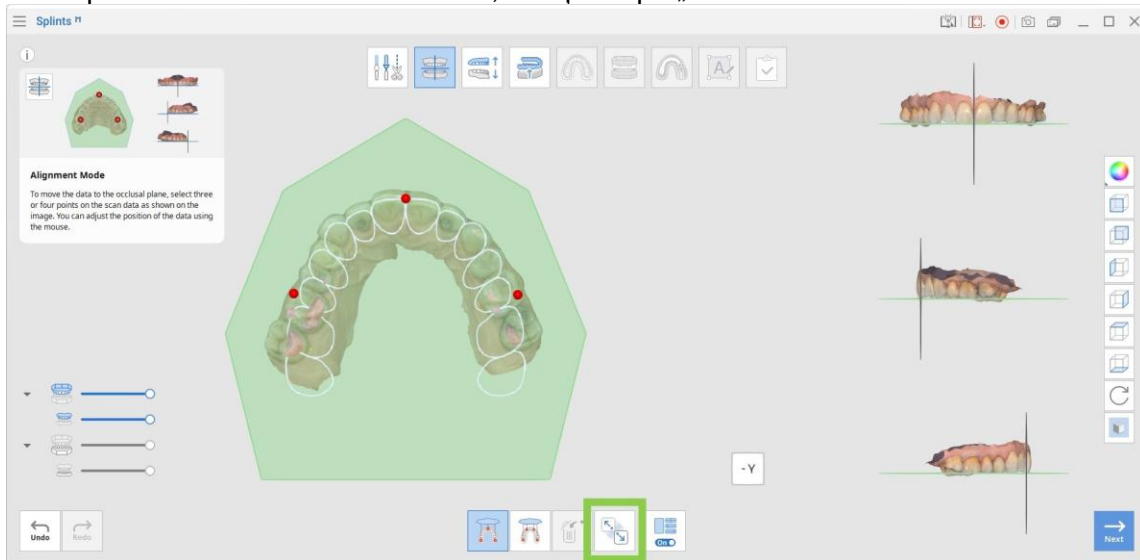 Splints
i
Alignment Mode
To move the data to the occlusal plane, select three
or four points on the scan data as shown on the
image. You can adjust the position of the data using
the mouse.
- Y
Undo
Redo
On
Next